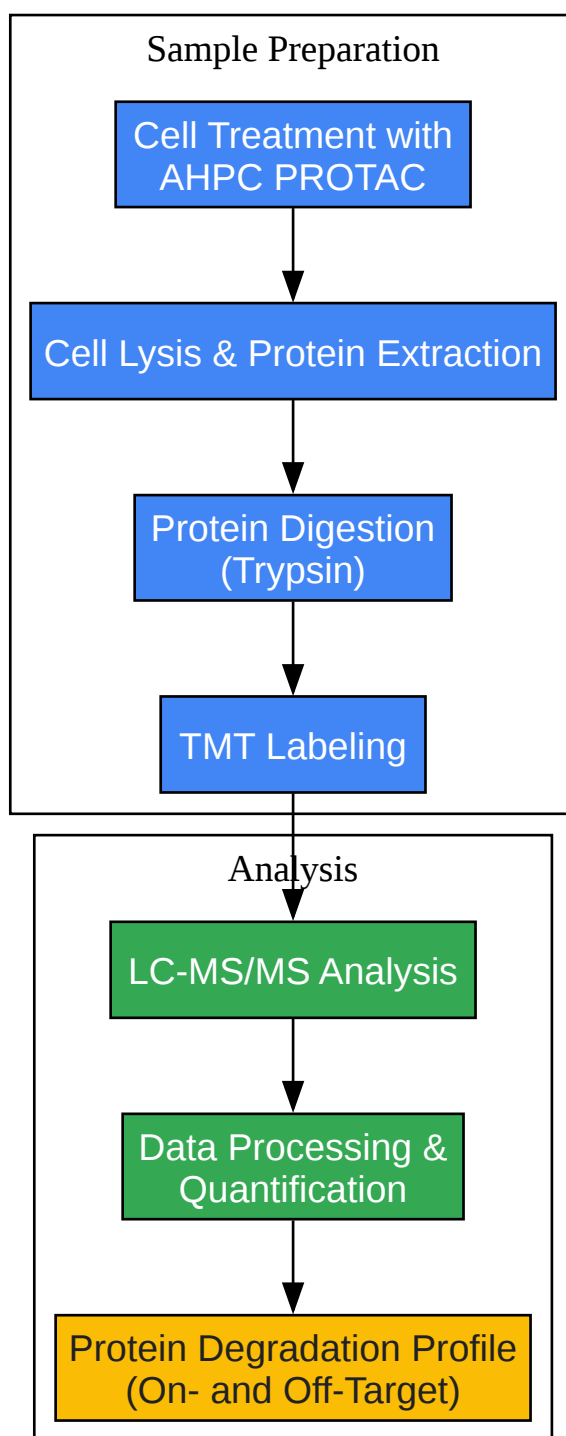 Sample Preparation
Cell Treatment with
AHPC PROTAC
Cell Lysis & Protein Extraction
Protein Digestion
(Trypsin)
TMT Labeling
Analysis
LC-MS/MS Analysis
Data Processing &
Quantification
Protein Degradation Profile
(On- and Off-Target)